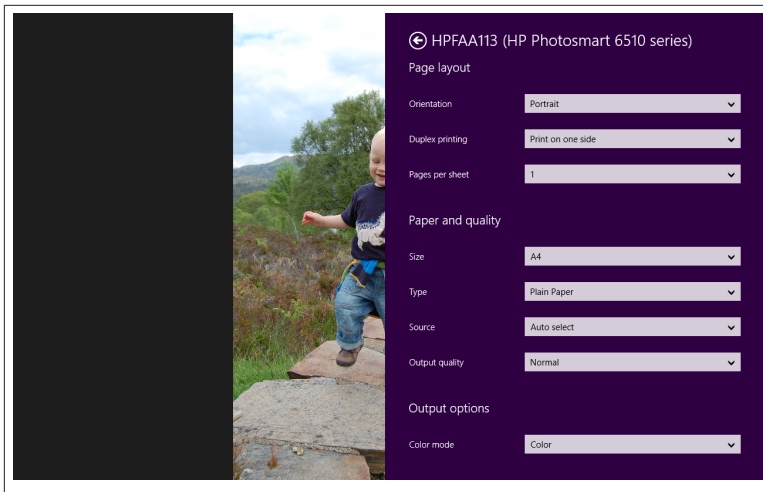 HPFAA113 (HP Photosmart 6510 series)
Page layout
Orientation Portrait
Duplex printing Print on one side
Pages per sheet 1
Paper and quality
Size A4
Type Plain Paper
Source Auto select
Output quality Normal
Output options
Color mode Color